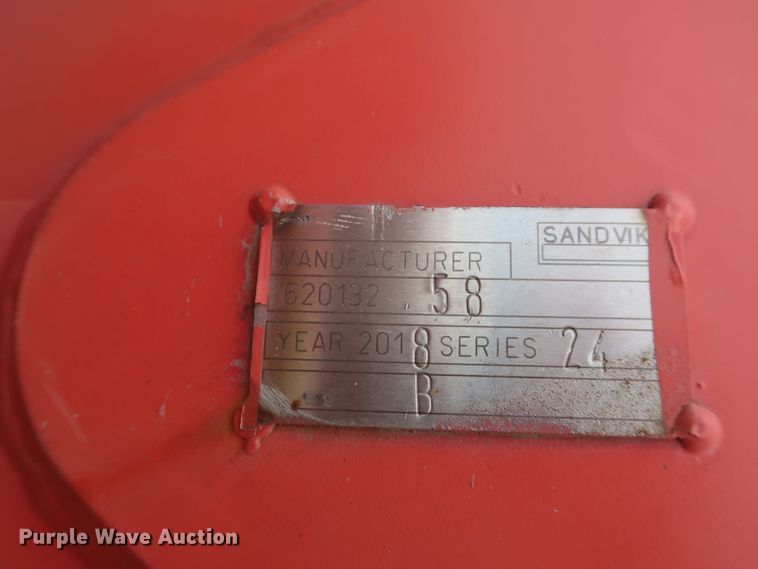 SANDVIK
MANUFACTURER
620132 58
YEAR 2018 SERIES 24
B
Purple Wave Auction